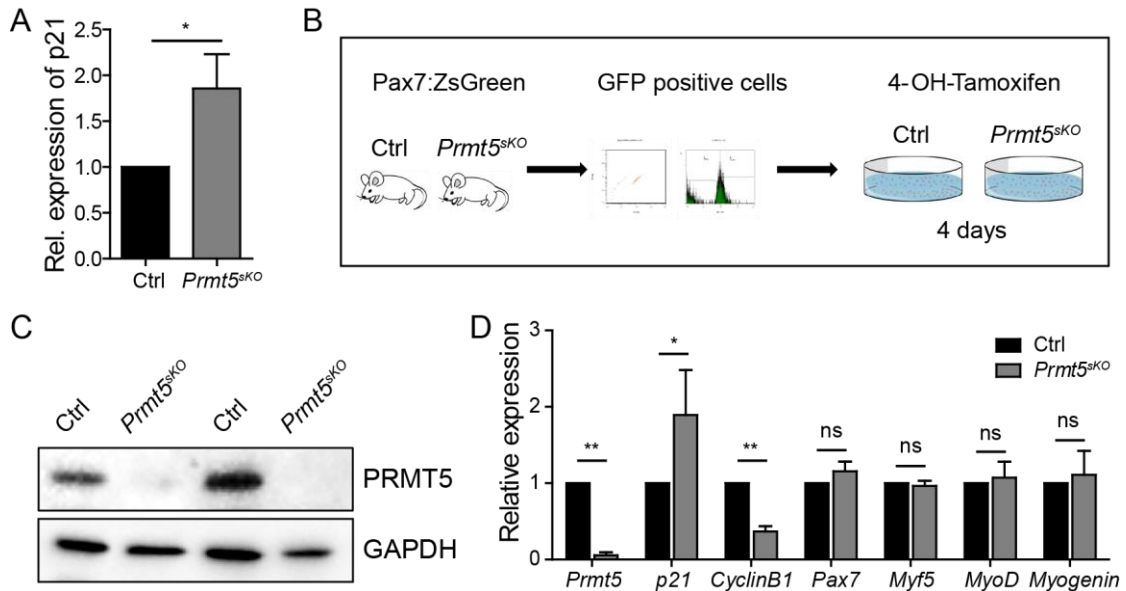 A
Rel. expression of p21
2.5
2.0
1.5
1.0
0.5
0.0
*
Ctrl Prmt5sKO
B
Pax7:ZsGreen GFP positive cells 4-OH-Tamoxifen
Ctrl Prmt5sKO Ctrl Prmt5sKO
4 days
C
Ctrl Prmt5sKO Ctrl Prmt5sKO
PRMT5
GAPDH
D
Relative expression
3
2
1
0
Ctrl
Prmt5sKO
** * ** ns ns ns ns
Prmt5 p21 CyclinB1 Pax7 Myf5 MyoD Myogenin